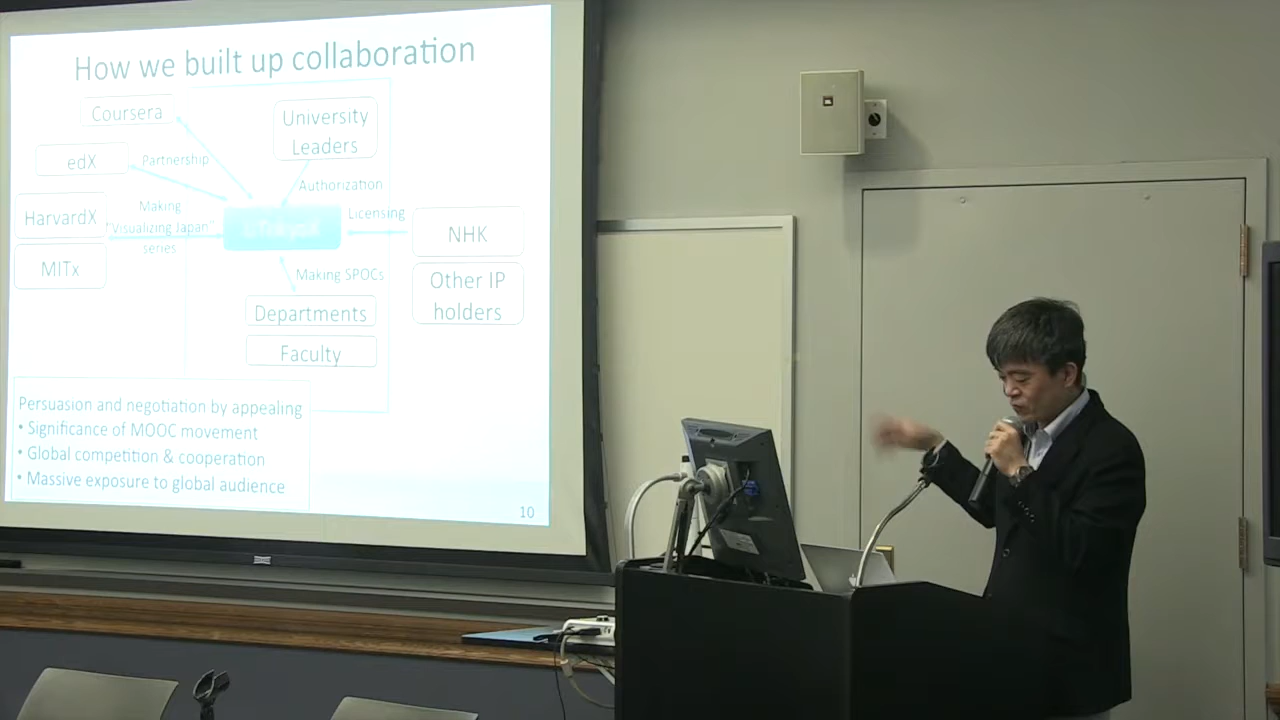 How we built up collaboration
Coursera
University
Leaders
edX
Partnership
Authorization
HarvardX
Making
"Visualizing Japan"
series
Licensing
NHK
MITx
Making SPOCs
Other IP
holders
Departments
Faculty
Persuasion and negotiation by appealing
• Significance of MOOC movement
• Global competition & cooperation
• Massive exposure to global audience
10